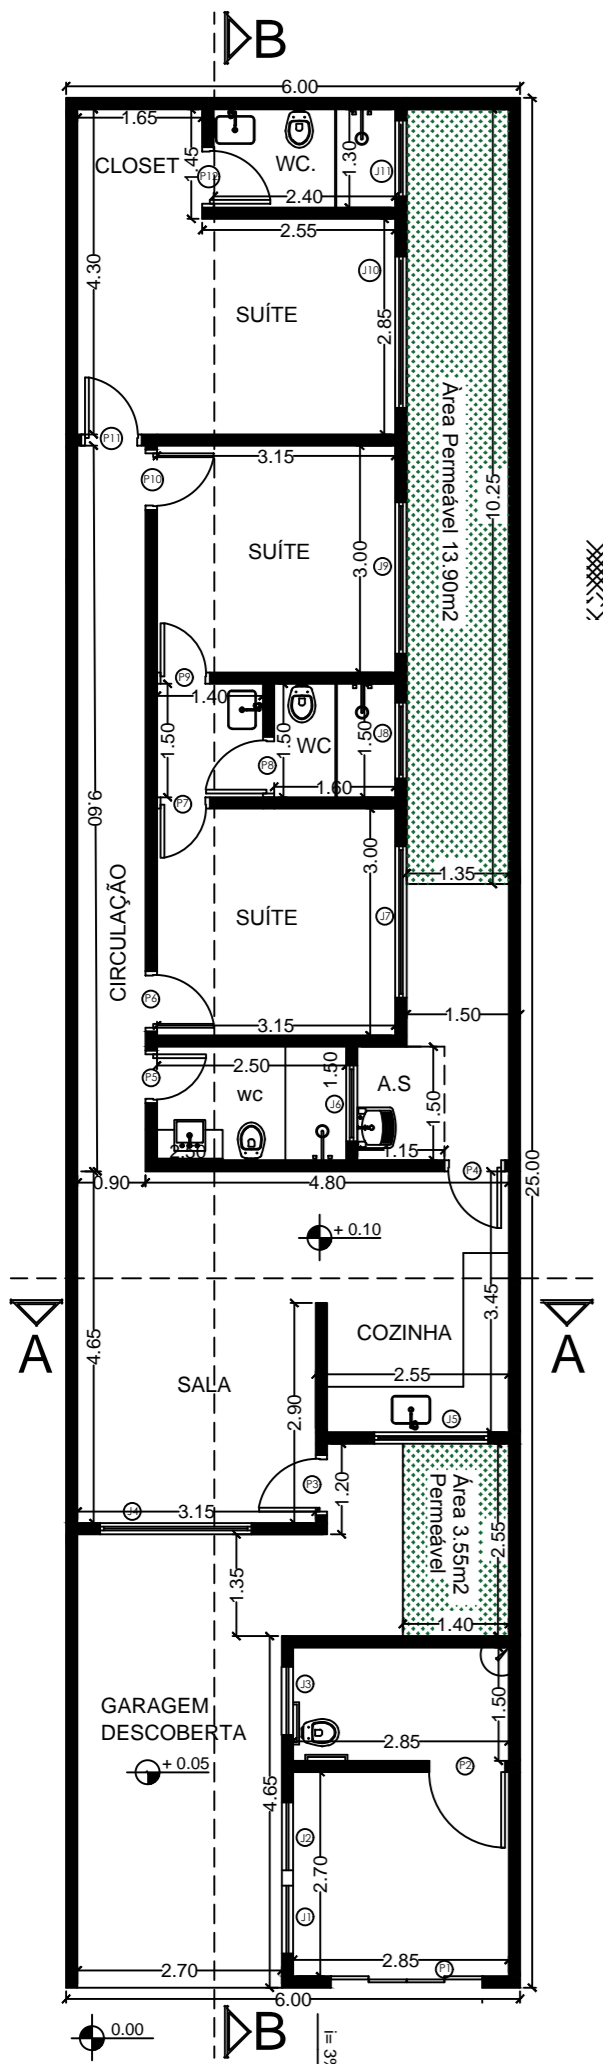 B
6.00
1.65
CLOSET
1.45
P12
WC.
1.30
J11
2.40
2.55
J10
4.30
SUÍTE
2.85
Área Permeável 13.90m2
10.25
P11
P10
3.15
SUÍTE
3.00
J9
P9
1.40
1.50
1.50
WC
1.50
J8
P8
1.60
P7
9.60
3.00
1.35
CIRCULAÇÃO
SUÍTE
J7
P6
3.15
1.50
P5
2.50
1.50
A.S
wc
J6
1.50
2.50
1.15
P4
0.90
4.80
25.00
+ 0.10
3.45
A
A
4.65
COZINHA
SALA
2.55
2.90
J5
P3
1.20
J4
3.15
Área 3.55m2
Permeável
2.55
1.35
1.40
GARAGEM
DESCOBERTA
J3
1.50
2.85
+ 0.05
P2
4.65
J2
2.70
J1
2.85
2.70
P1
6.00
0.00
B
i= 3%